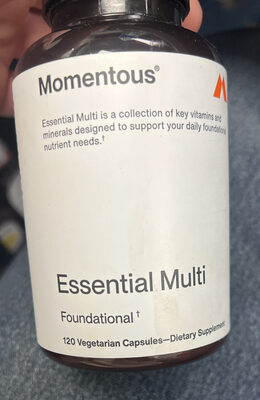 Momentous®
Essential Multi is a collection of key vitamins and
minerals designed to support your daily foundational
nutrient needs.†
Essential Multi
Foundational†
120 Vegetarian Capsules—Dietary Supplement